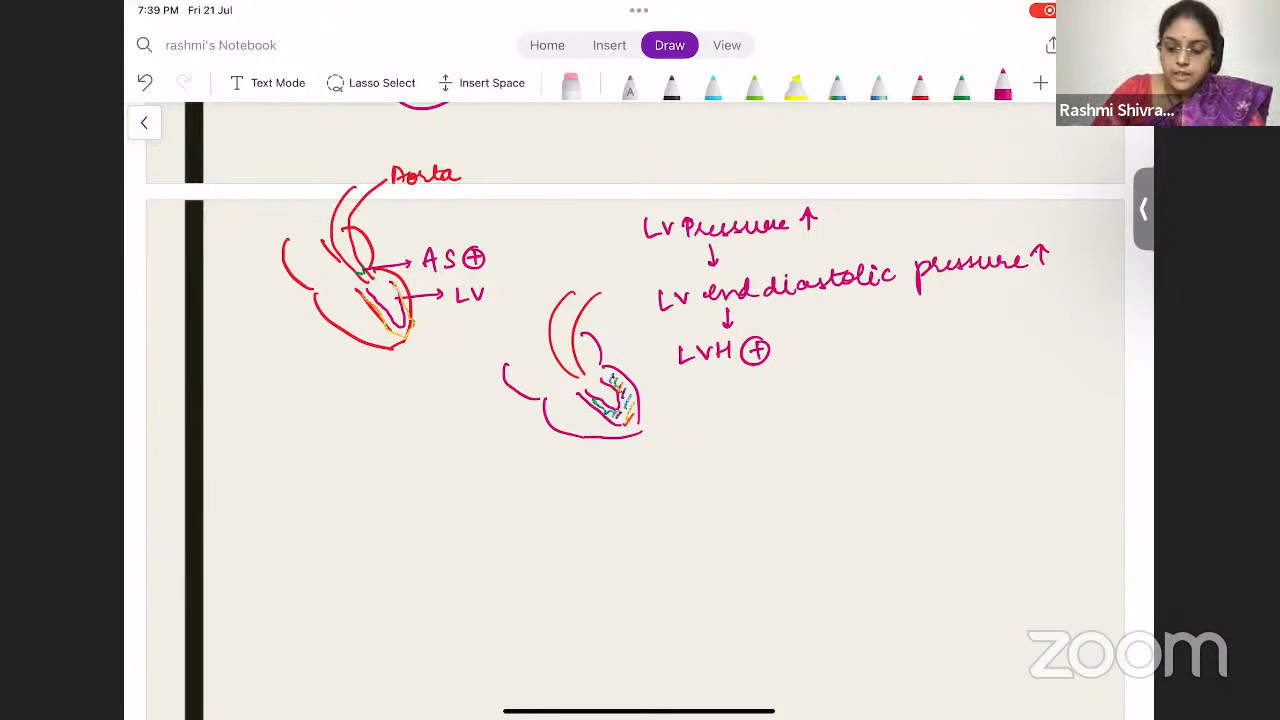 7:39 PM Fri 21 Jul
rashmi's Notebook
Home Insert Draw View
Text Mode Lasso Select Insert Space
A
Rashmi Shivra...
Aorta
AS +
LV
LV Pressure ↑
↓
LV end diastolic pressure ↑
↓
LVH +
zoom